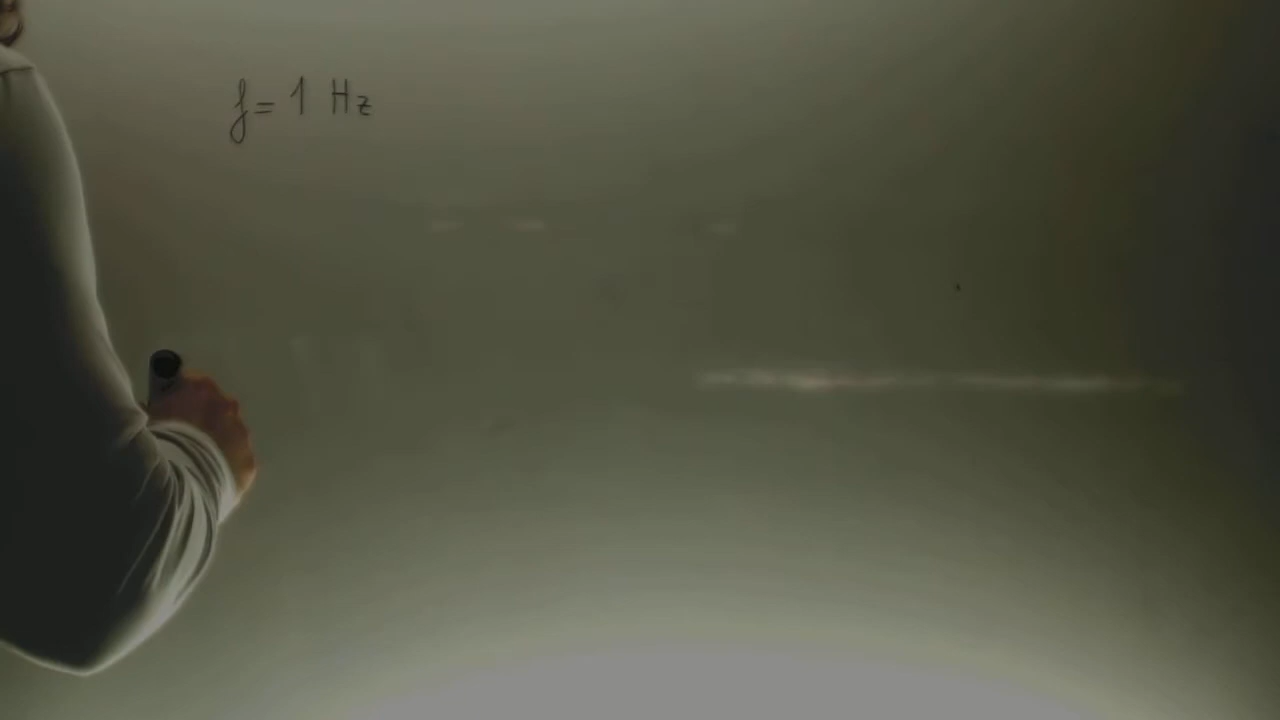 f = 1 Hz